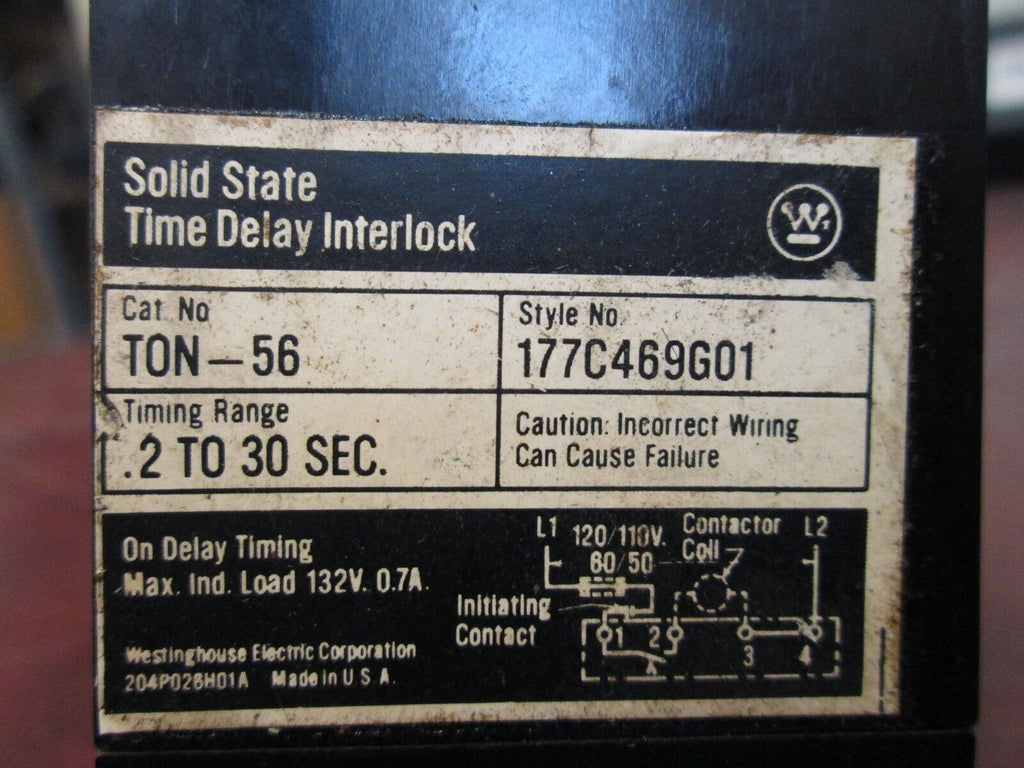 Solid State
Time Delay Interlock
W
Cat. No
TON-56
Style No.
177C469G01
Timing Range
.2 TO 30 SEC.
Caution: Incorrect Wiring
Can Cause Failure
On Delay Timing
Max. Ind. Load 132V. 0.7A.
Westinghouse Electric Corporation
204P026H01A Made in U S A.
L1 120/110V. Contactor L2
60/50 Coil
Initiating
Contact
1 2 3 4